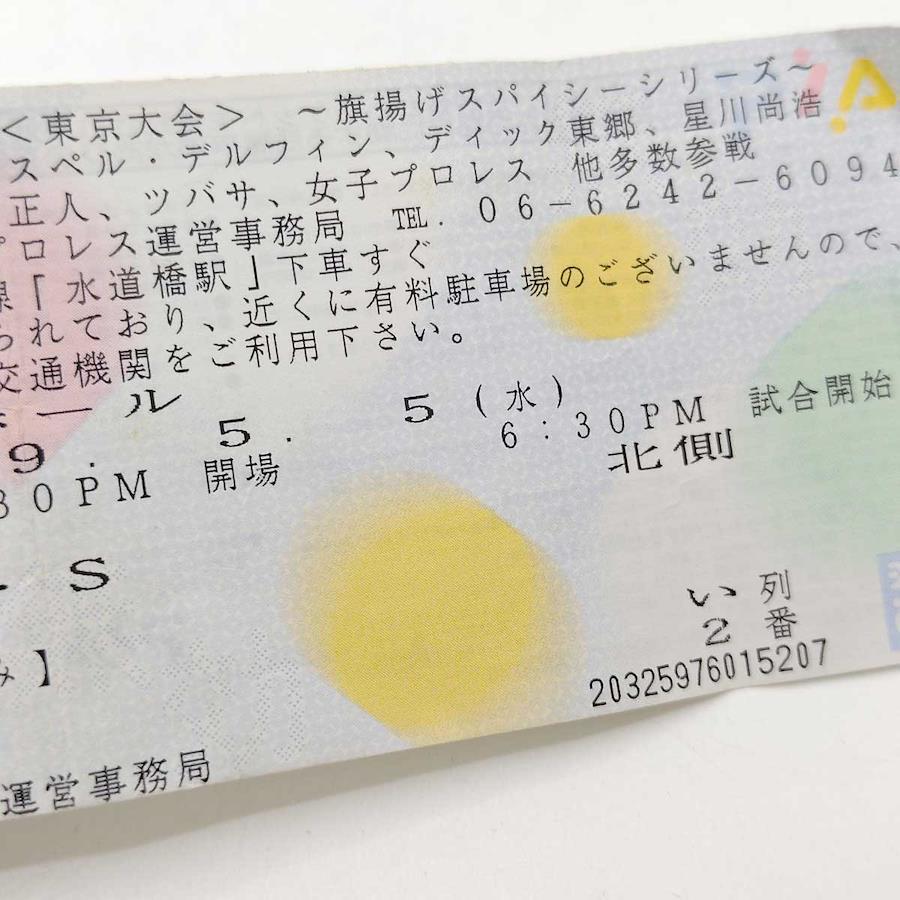 <東京大会> ～旗揚げスパイシーシリーズ～
スペル・デルフィン、ディック東郷、星川尚浩
正人、ツバサ、女子プロレス 他多数参戦
プロレス運営事務局 TEL. 06-6242-6094
線「水道橋駅」下車すぐ
られており、近くに有料駐車場のございませんので、
交通機関をご利用下さい。
ホール
9. 5. 5(水)
30PM 開場 6:30PM 試合開始
北側
S
い列
2番
み】
20325976015207
運営事務局